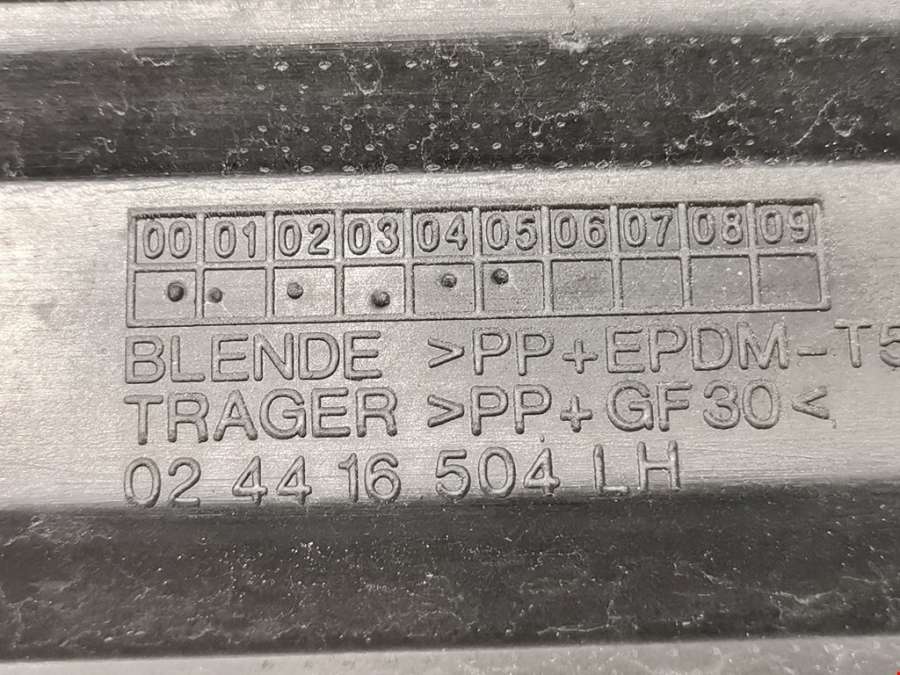 00 01 02 03 04 05 06 07 08 09
BLENDE >PP+EPDM-T5
TRAGER >PP+GF30<
02 44 16 504 LH